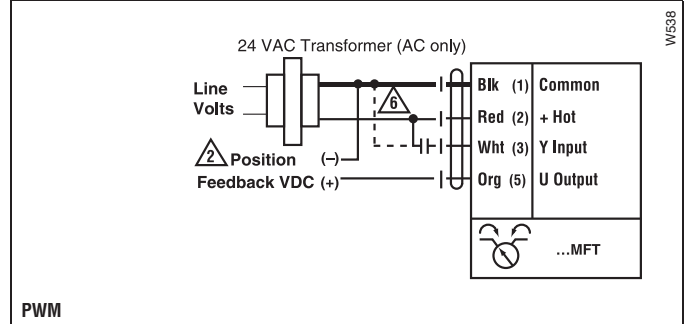 W538
24 VAC Transformer (AC only)
Line
Volts
6
2 Position (–)
Feedback VDC (+)
Blk (1) Common
Red (2) + Hot
Wht (3) Y Input
Org (5) U Output
...MFT
PWM